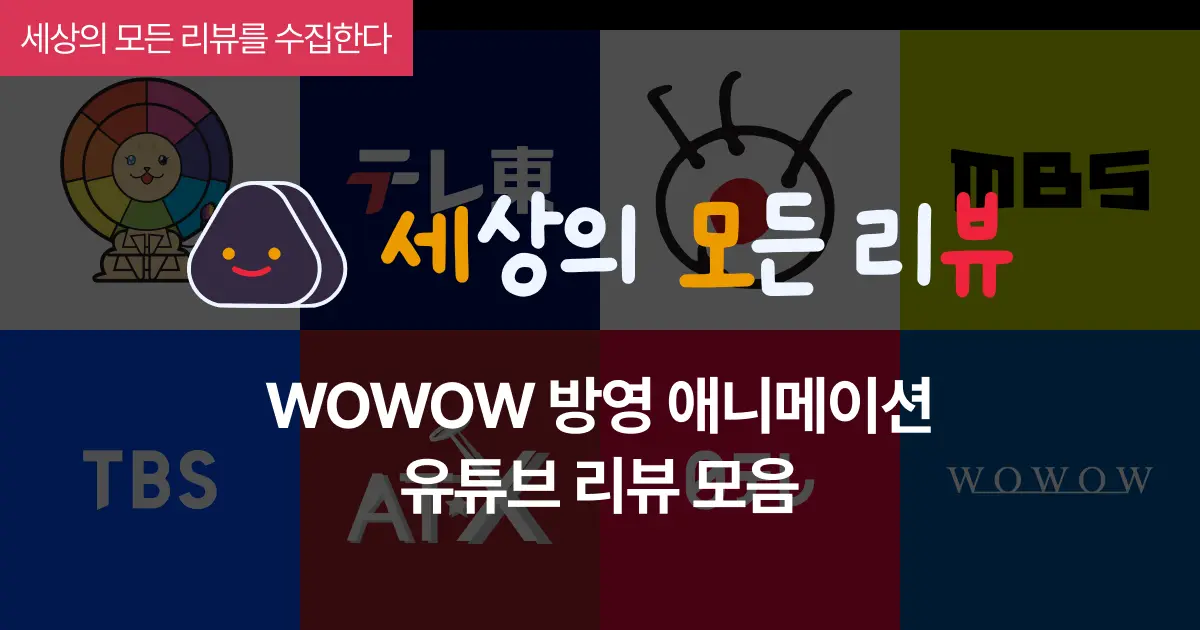 세상의 모든 리뷰를 수집한다
テレ東
MBS
세상의 모든 리뷰
WOWOW 방영 애니메이션
유튜브 리뷰 모음
TBS
AT-X
WOWOW